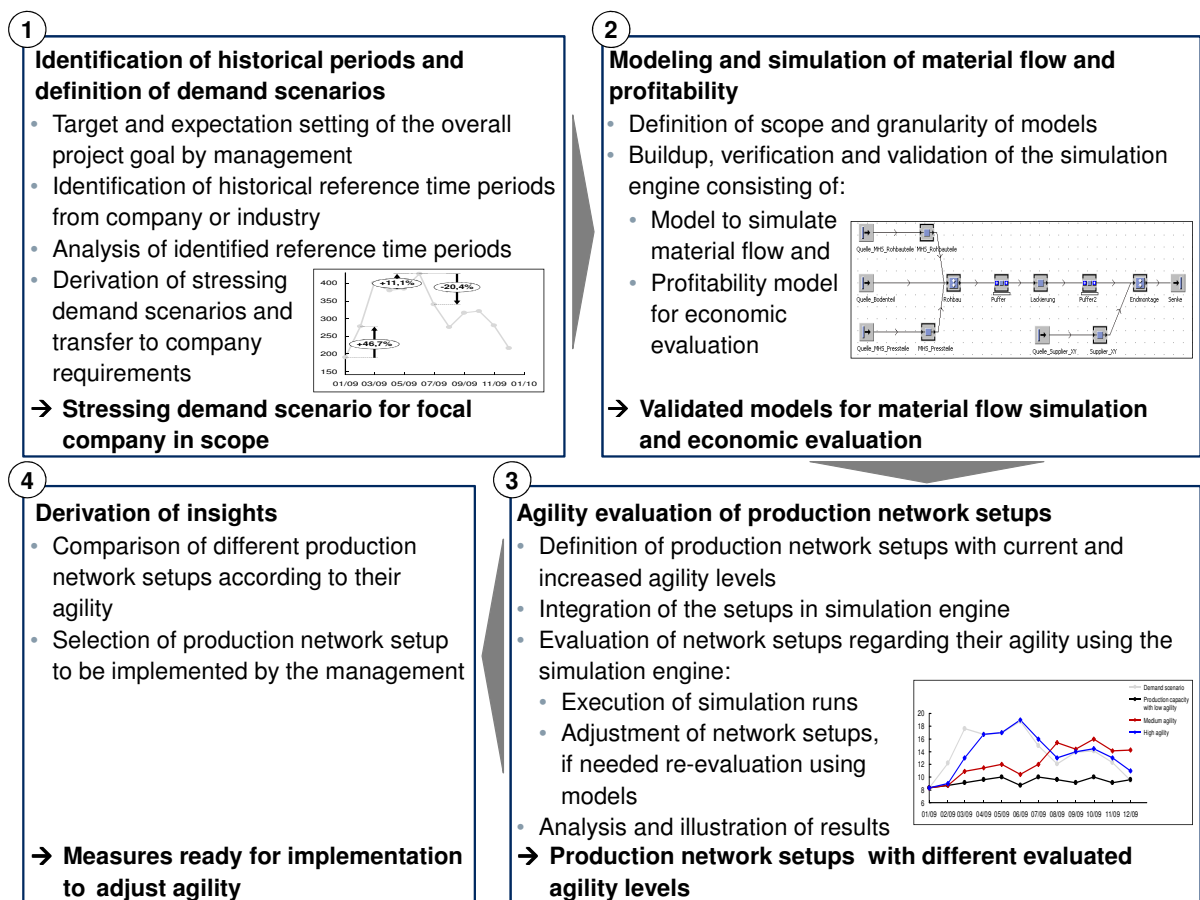 1
Identification of historical periods and
definition of demand scenarios
• Target and expectation setting of the overall
project goal by management
• Identification of historical reference time periods
from company or industry
• Analysis of identified reference time periods
• Derivation of stressing
demand scenarios and
transfer to company
requirements
400
350
300
250
200
150
+11,1%
-20,4%
+46,7%
01/09 03/09 05/09 07/09 09/09 11/09 01/10
→ Stressing demand scenario for focal
company in scope
2
Modeling and simulation of material flow and
profitability
• Definition of scope and granularity of models
• Buildup, verification and validation of the simulation
engine consisting of:
• Model to simulate
material flow and
• Profitability model
for economic
evaluation
Quelle_MHS_Rohbauteile MHS_Rohbauteile
Quelle_Bodenteil Rohbau Puffer Lackierung Puffer2 Endmontage Senke
Quelle_MHS_Pressteile MHS_Pressteile Quelle_Supplier_XY Supplier_XY
→ Validated models for material flow simulation
and economic evaluation
3
Agility evaluation of production network setups
• Definition of production network setups with current and
increased agility levels
• Integration of the setups in simulation engine
• Evaluation of network setups regarding their agility using the
simulation engine:
• Execution of simulation runs
• Adjustment of network setups,
if needed re-evaluation using
models
• Analysis and illustration of results
Demand scenario
Production capacity
with low agility
Medium agility
High agility
20
18
16
14
12
10
8
6
01/09 02/09 03/09 04/09 05/09 06/09 07/09 08/09 09/09 10/09 11/09 12/09
→ Production network setups with different evaluated
agility levels
4
Derivation of insights
• Comparison of different production
network setups according to their
agility
• Selection of production network setup
to be implemented by the management
→ Measures ready for implementation
to adjust agility